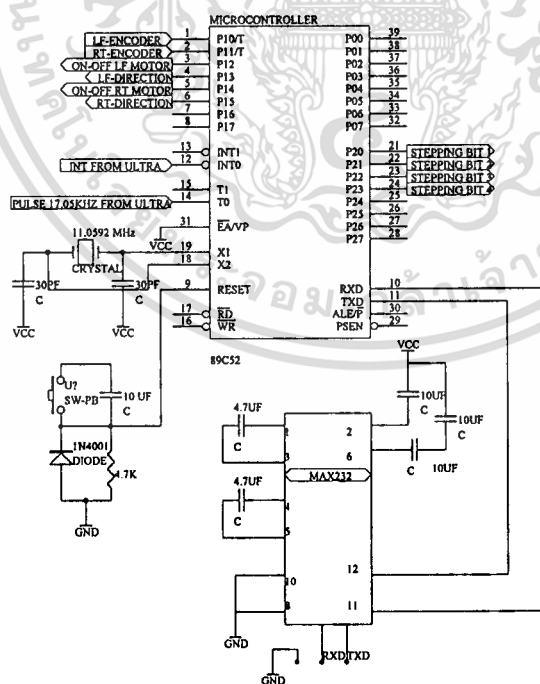 MICROCONTROLLER
LF-ENCODER 1 P10/T P00 39
RT-ENCODER 2 P11/T P01 38
ON-OFF LF MOTOR 3 P12 P02 37
LF-DIRECTION 4 P13 P03 36
ON-OFF RT MOTOR 5 P14 P04 35
RT-DIRECTION 6 P15 P05 34
7 P16 P06 33
8 P17 P07 32
P20 21 STEPPING BIT
13 INT1 P21 22 STEPPING BIT
INT FROM ULTRA 12 INT0 P22 23 STEPPING BIT
P23 24 STEPPING BIT
15 T1 P24 25
PULSE 17.05KHZ FROM ULTRA 14 T0 P25 26
P26 27
31 EA/VP P27 28
VCC
11.0592 MHz
CRYSTAL
19 X1
18 X2
30PF C 30PF C
VCC VCC
9 RESET RXD 10
TXD 11
17 RD ALE/P 30
16 WR PSEN 29
89C52
U?
SW-PB
10 UF
C
1N4001
DIODE
4.7K
GND
VCC
10UF
C
10UF
C
C
10UF
4.7UF
C
1 2
3 6
MAX232
4.7UF
C
4
5
10 12
8 11
GND
RXD TXD
GND